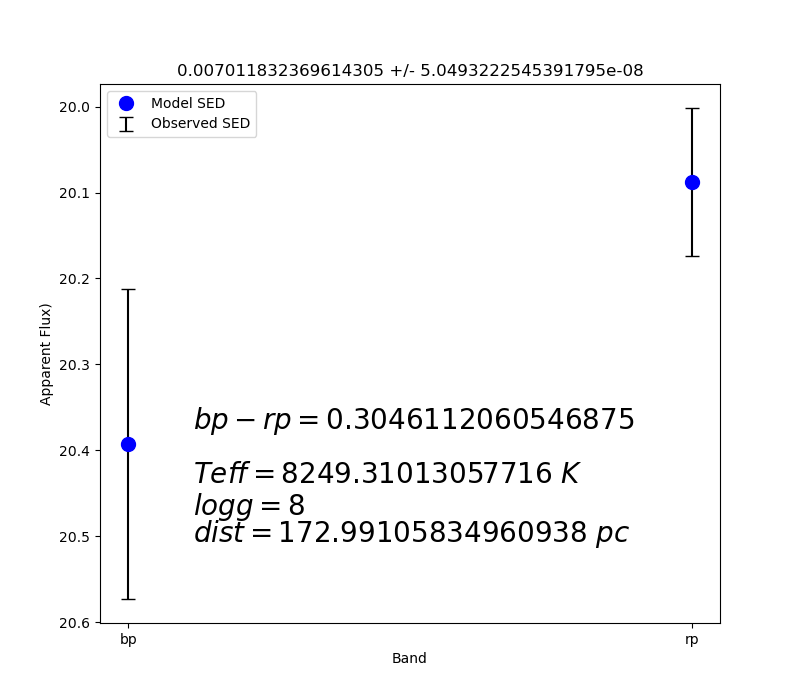 0.007011832369614305 +/- 5.0493222545391795e-08
Model SED
Observed SED
20.0
20.1
20.2
20.3
20.4
20.5
20.6
Apparent Flux)
bp − rp = 0.3046112060546875
Teff = 8249.31013057716 K
logg = 8
dist = 172.99105834960938 pc
bp
rp
Band